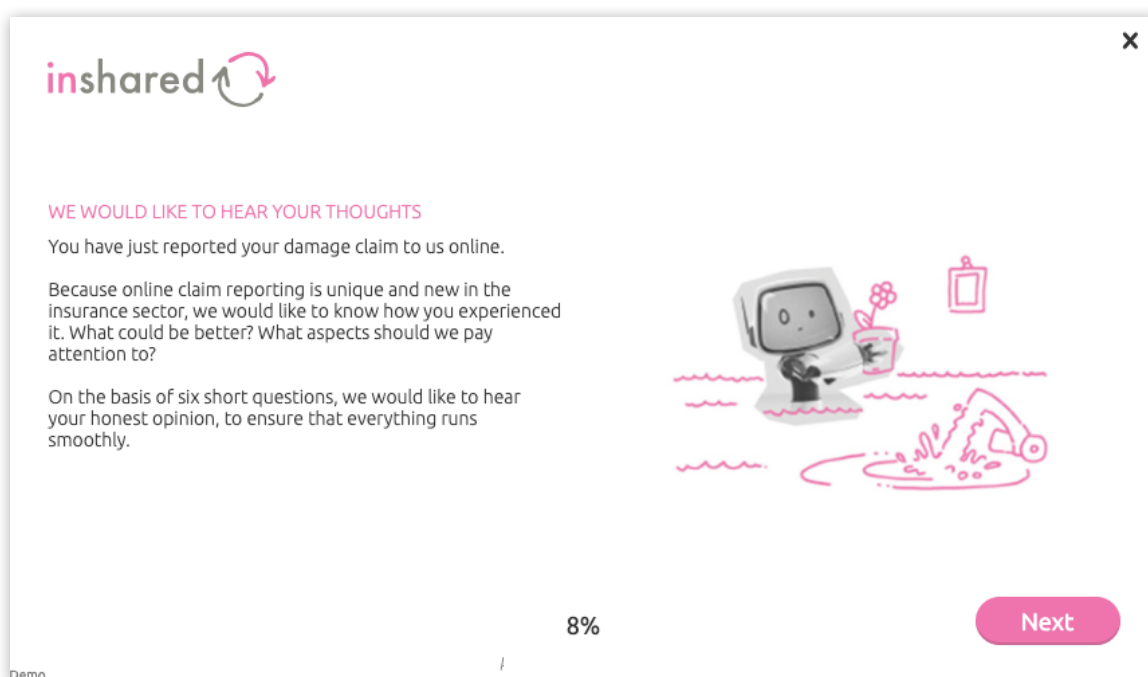 inshared
WE WOULD LIKE TO HEAR YOUR THOUGHTS
You have just reported your damage claim to us online.
Because online claim reporting is unique and new in the
insurance sector, we would like to know how you experienced
it. What could be better? What aspects should we pay
attention to?
On the basis of six short questions, we would like to hear
your honest opinion, to ensure that everything runs
smoothly.
8%
Next
Demo